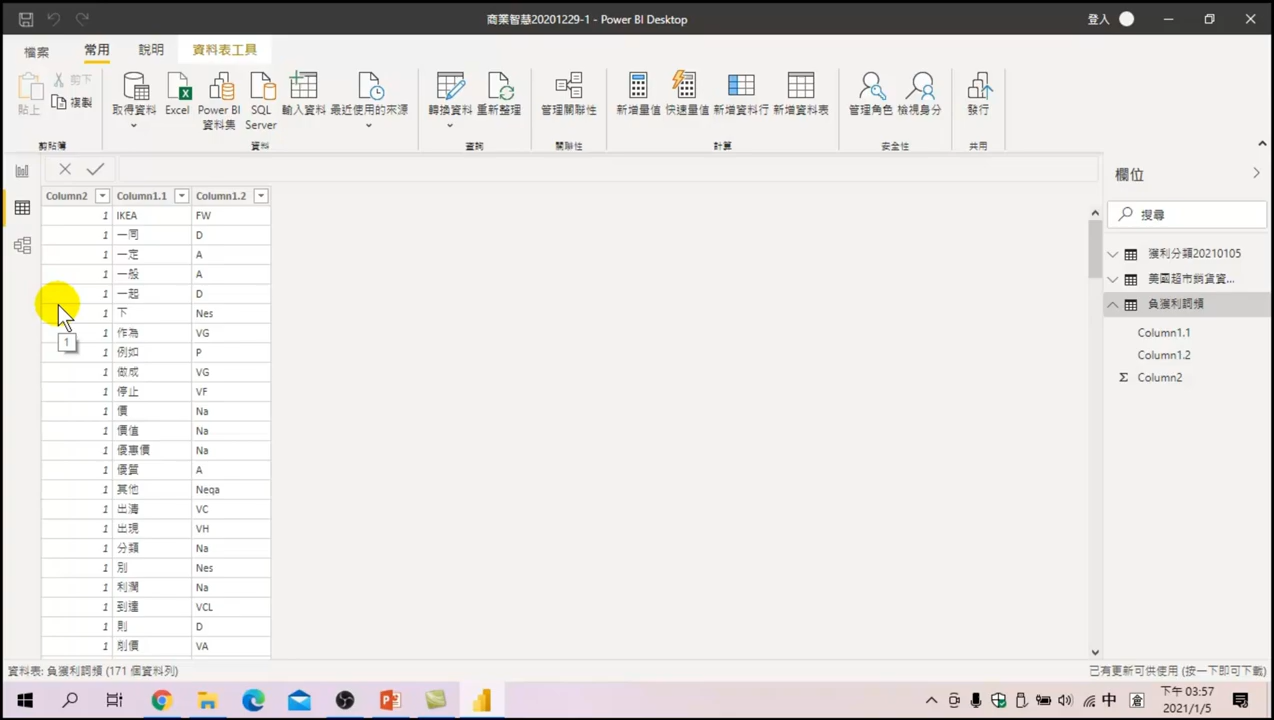 商業智慧20201229-1 - Power BI Desktop
登入
檔案 常用 說明 資料表工具
貼上 剪下 複製 取得資料 Excel Power BI 資料集 SQL Server 輸入資料 最近使用的來源 轉換資料 重新整理 管理關聯性 新增量值 快速量值 新增資料行 新增資料表 管理角色 檢視身分 發行
剪貼簿 資料 查詢 關聯性 計算 安全性 共用
欄位
搜尋
獲利分類20210105
美國超市銷貨資...
負獲利詞頻
Column1.1
Column1.2
Σ Column2
Column2 Column1.1 Column1.2
1 IKEA FW
1 一同 D
1 一定 A
1 一般 A
1 一起 D
1 下 Nes
1 作為 VG
1 例如 P
1 做成 VG
1 停止 VF
1 價 Na
1 價值 Na
1 優惠價 Na
1 優質 A
1 其他 Neqa
1 出清 VC
1 出現 VH
1 分類 Na
1 別 Nes
1 利潤 Na
1 到達 VCL
1 則 D
1 削價 VA
1
資料表: 負獲利詞頻 (171 個資料列)
已有更新可供使用 (按一下即可下載)
中 倉 下午 03:57
2021/1/5